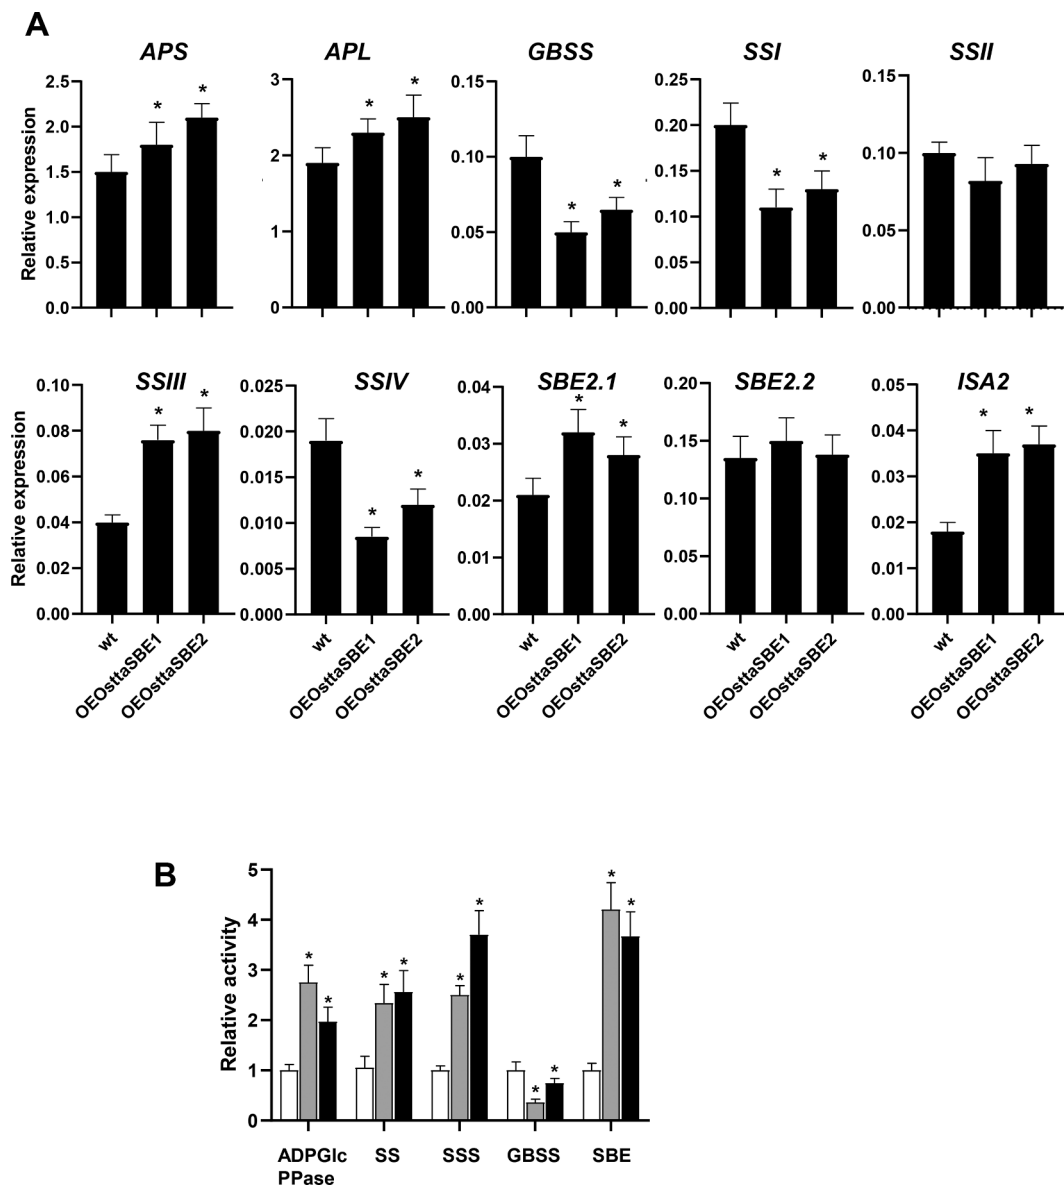 A
APS APL GBSS SSI SSII
Relative expression
2.5 2.0 1.5 1.0 0.5 0.0
3 2 1 0
0.15 0.10 0.05 0.00
0.25 0.20 0.15 0.10 0.05 0.00
0.15 0.10 0.05 0.00
* *
* *
* *
* *
SSIII SSIV SBE2.1 SBE2.2 ISA2
Relative expression
0.10 0.08 0.06 0.04 0.02 0.00
0.025 0.020 0.015 0.010 0.005 0.000
0.04 0.03 0.02 0.01 0.00
0.20 0.15 0.10 0.05 0.00
0.05 0.04 0.03 0.02 0.01 0.00
* *
* *
* *
* *
wt OEOsttaSBE1 OEOsttaSBE2
wt OEOsttaSBE1 OEOsttaSBE2
wt OEOsttaSBE1 OEOsttaSBE2
wt OEOsttaSBE1 OEOsttaSBE2
wt OEOsttaSBE1 OEOsttaSBE2
B
Relative activity
5
4
3
2
1
0
* * * * * * * * * *
ADPGlc SS SSS GBSS SBE
PPase